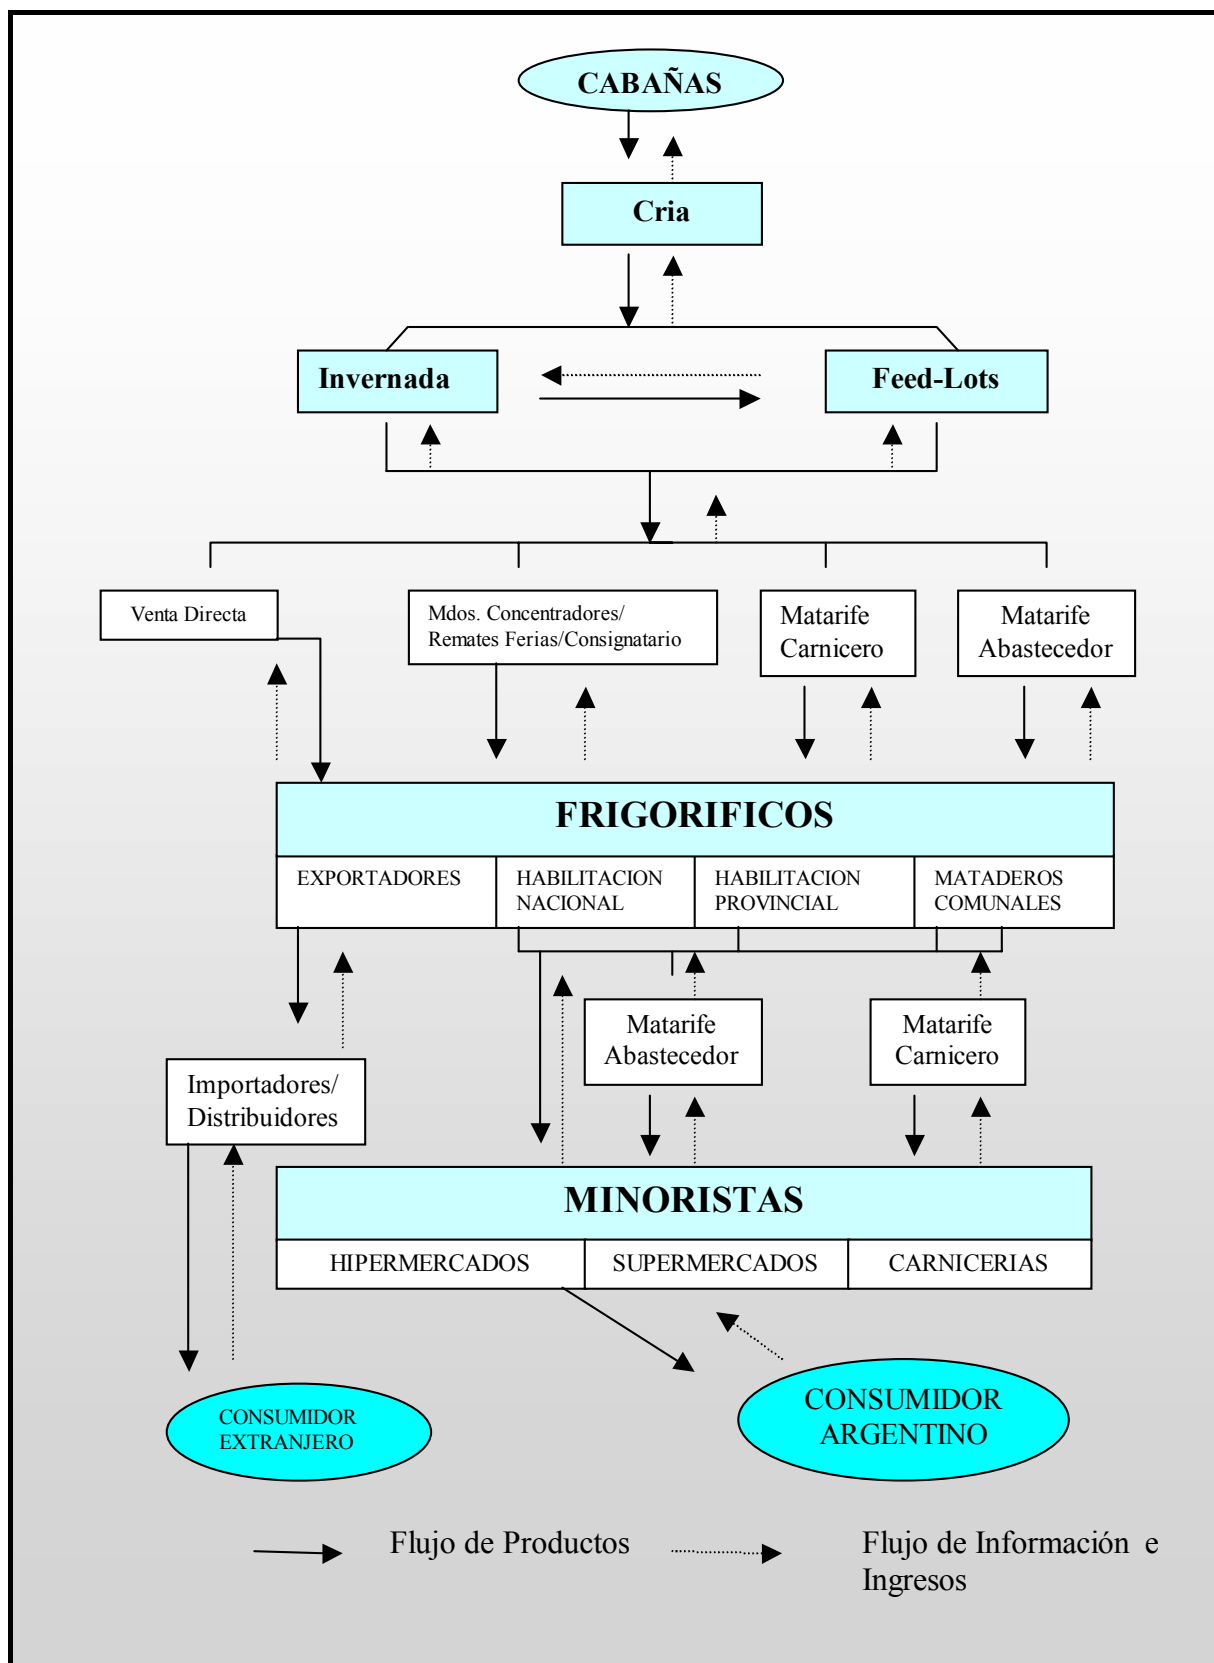 CABAÑAS
Cria
Invernada
Feed-Lots
Venta Directa
Mdos. Concentradores/
Remates Ferias/Consignatario
Matarife
Carnicero
Matarife
Abastecedor
FRIGORIFICOS
EXPORTADORES
HABILITACION
NACIONAL
HABILITACION
PROVINCIAL
MATADEROS
COMUNALES
Matarife
Abastecedor
Matarife
Carnicero
Importadores/
Distribuidores
MINORISTAS
HIPERMERCADOS
SUPERMERCADOS
CARNICERIAS
CONSUMIDOR
EXTRANJERO
CONSUMIDOR
ARGENTINO
Flujo de Productos
Flujo de Información e
Ingresos